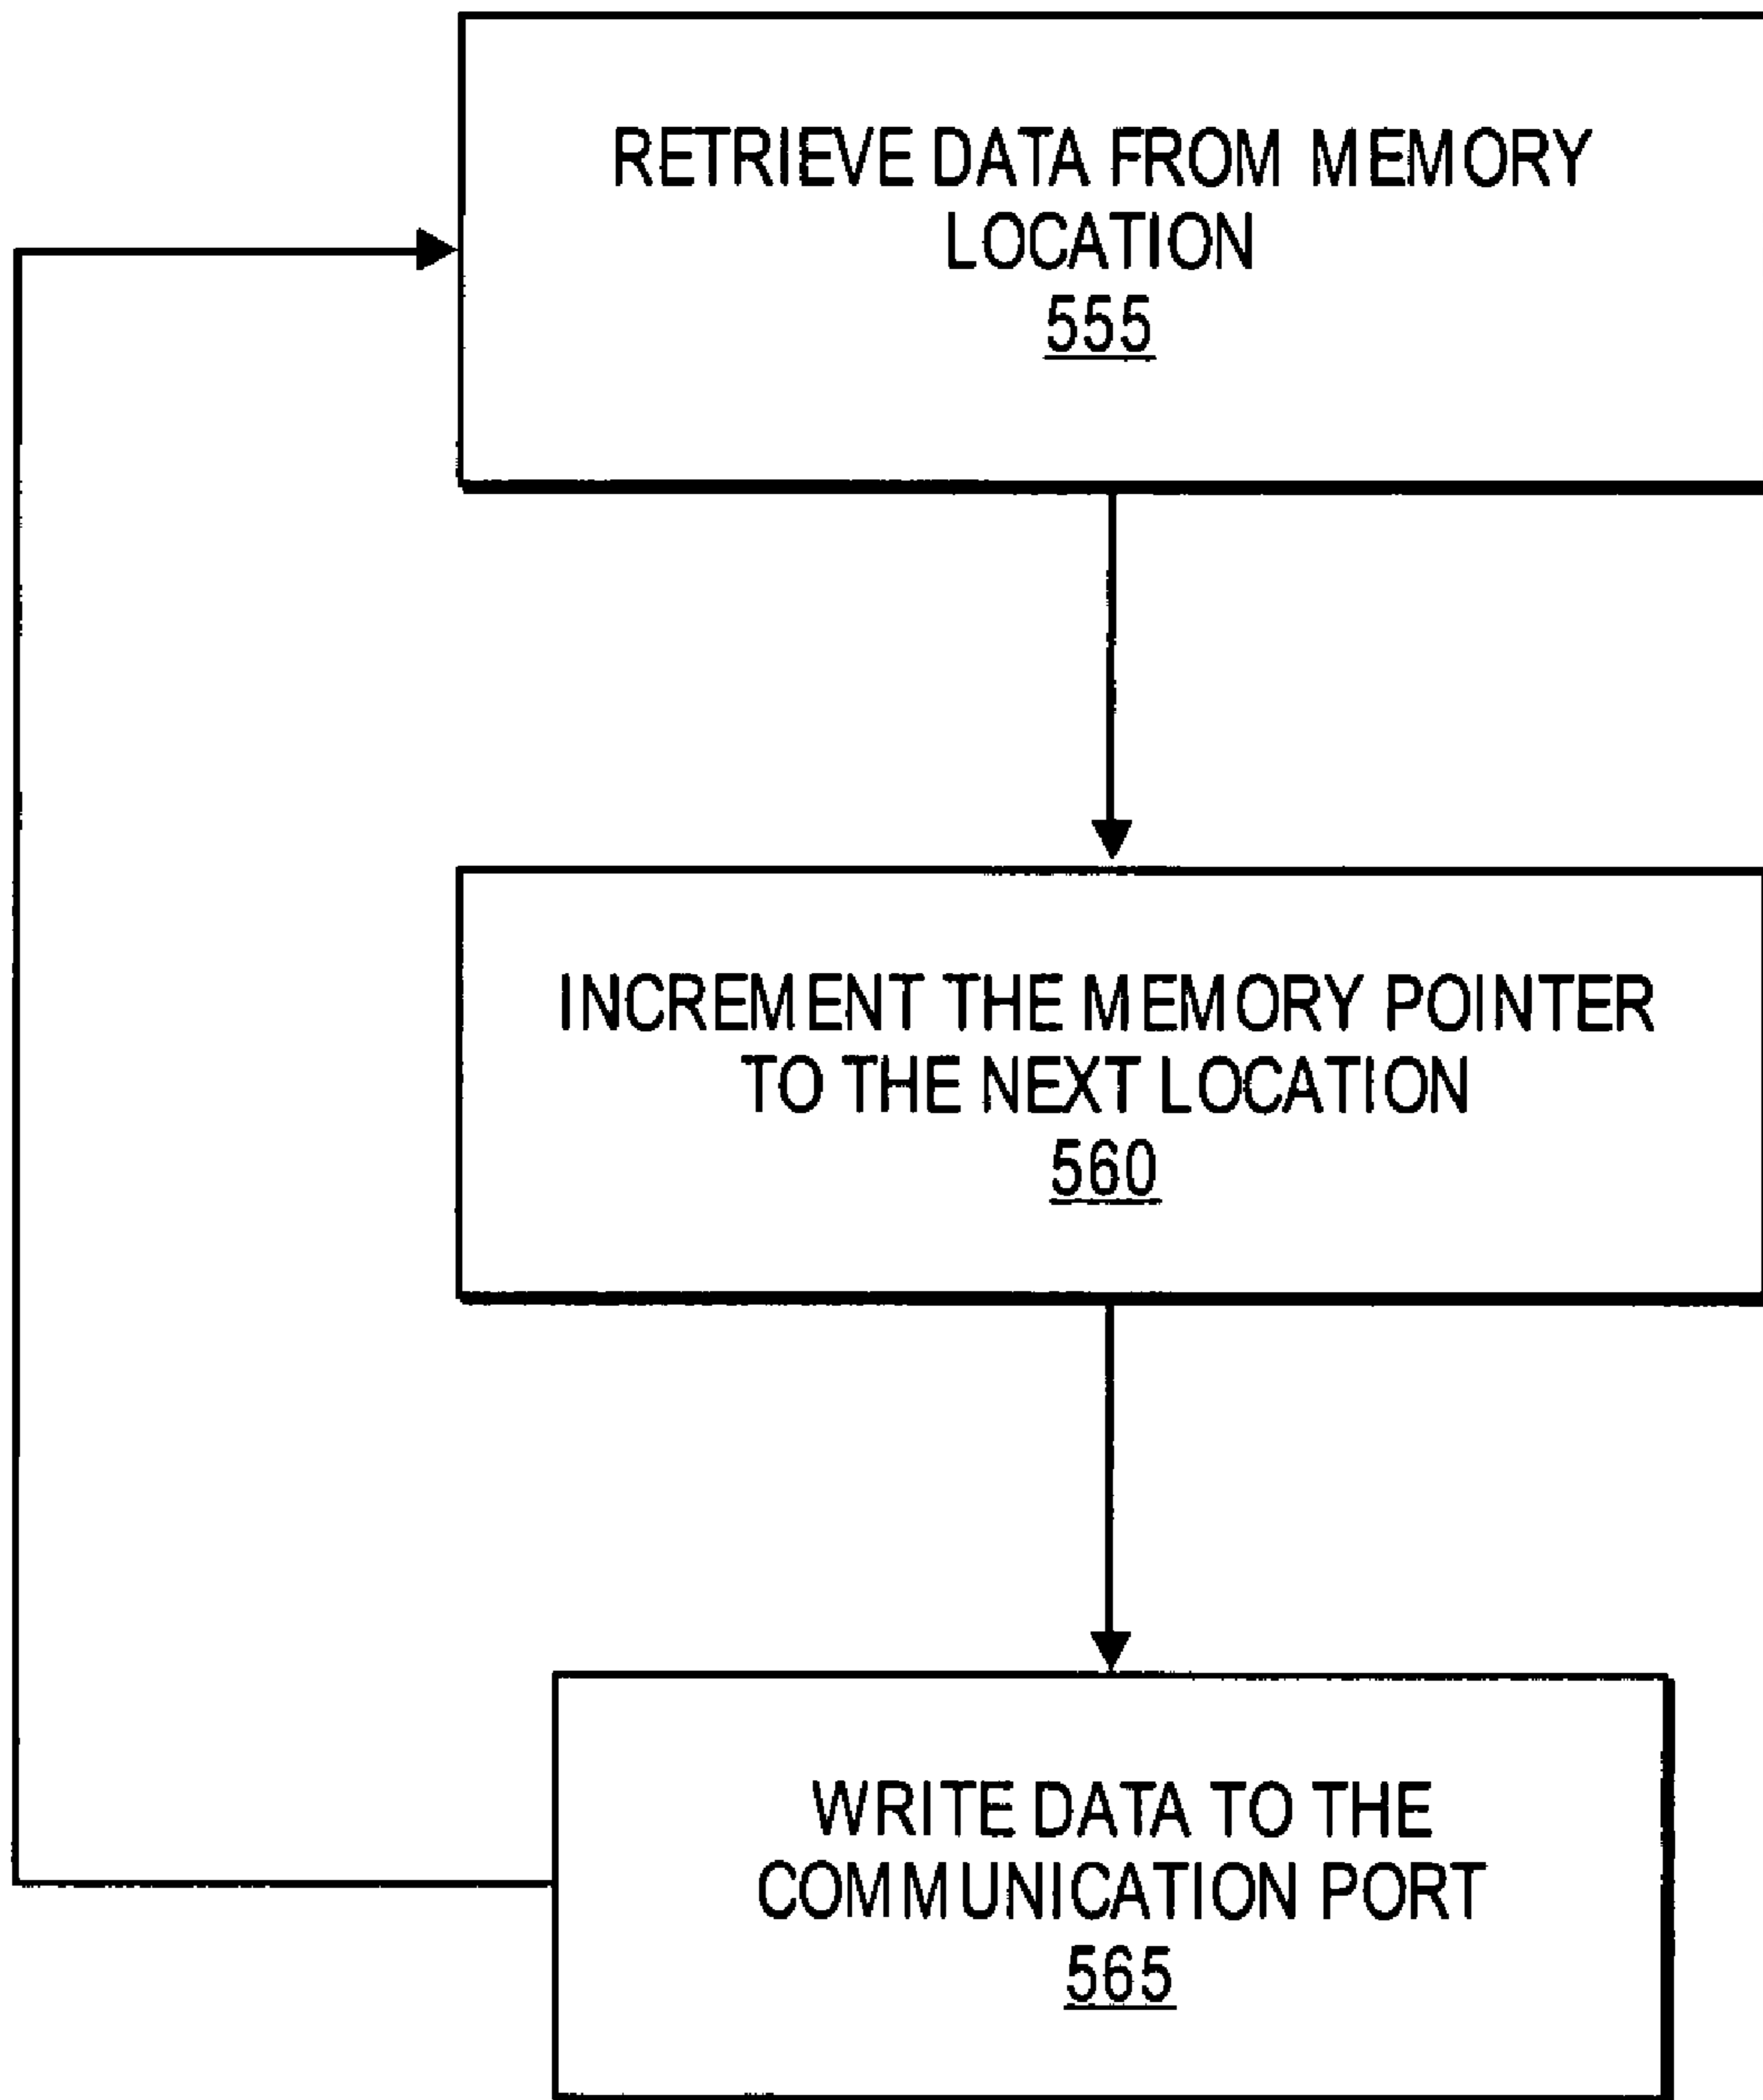 RETRIEVE DATA FROM MEMORY
LOCATION
555
INCREMENT THE MEMORY POINTER
TO THE NEXT LOCATION
560
WRITE DATA TO THE
COMMUNICATION PORT
565